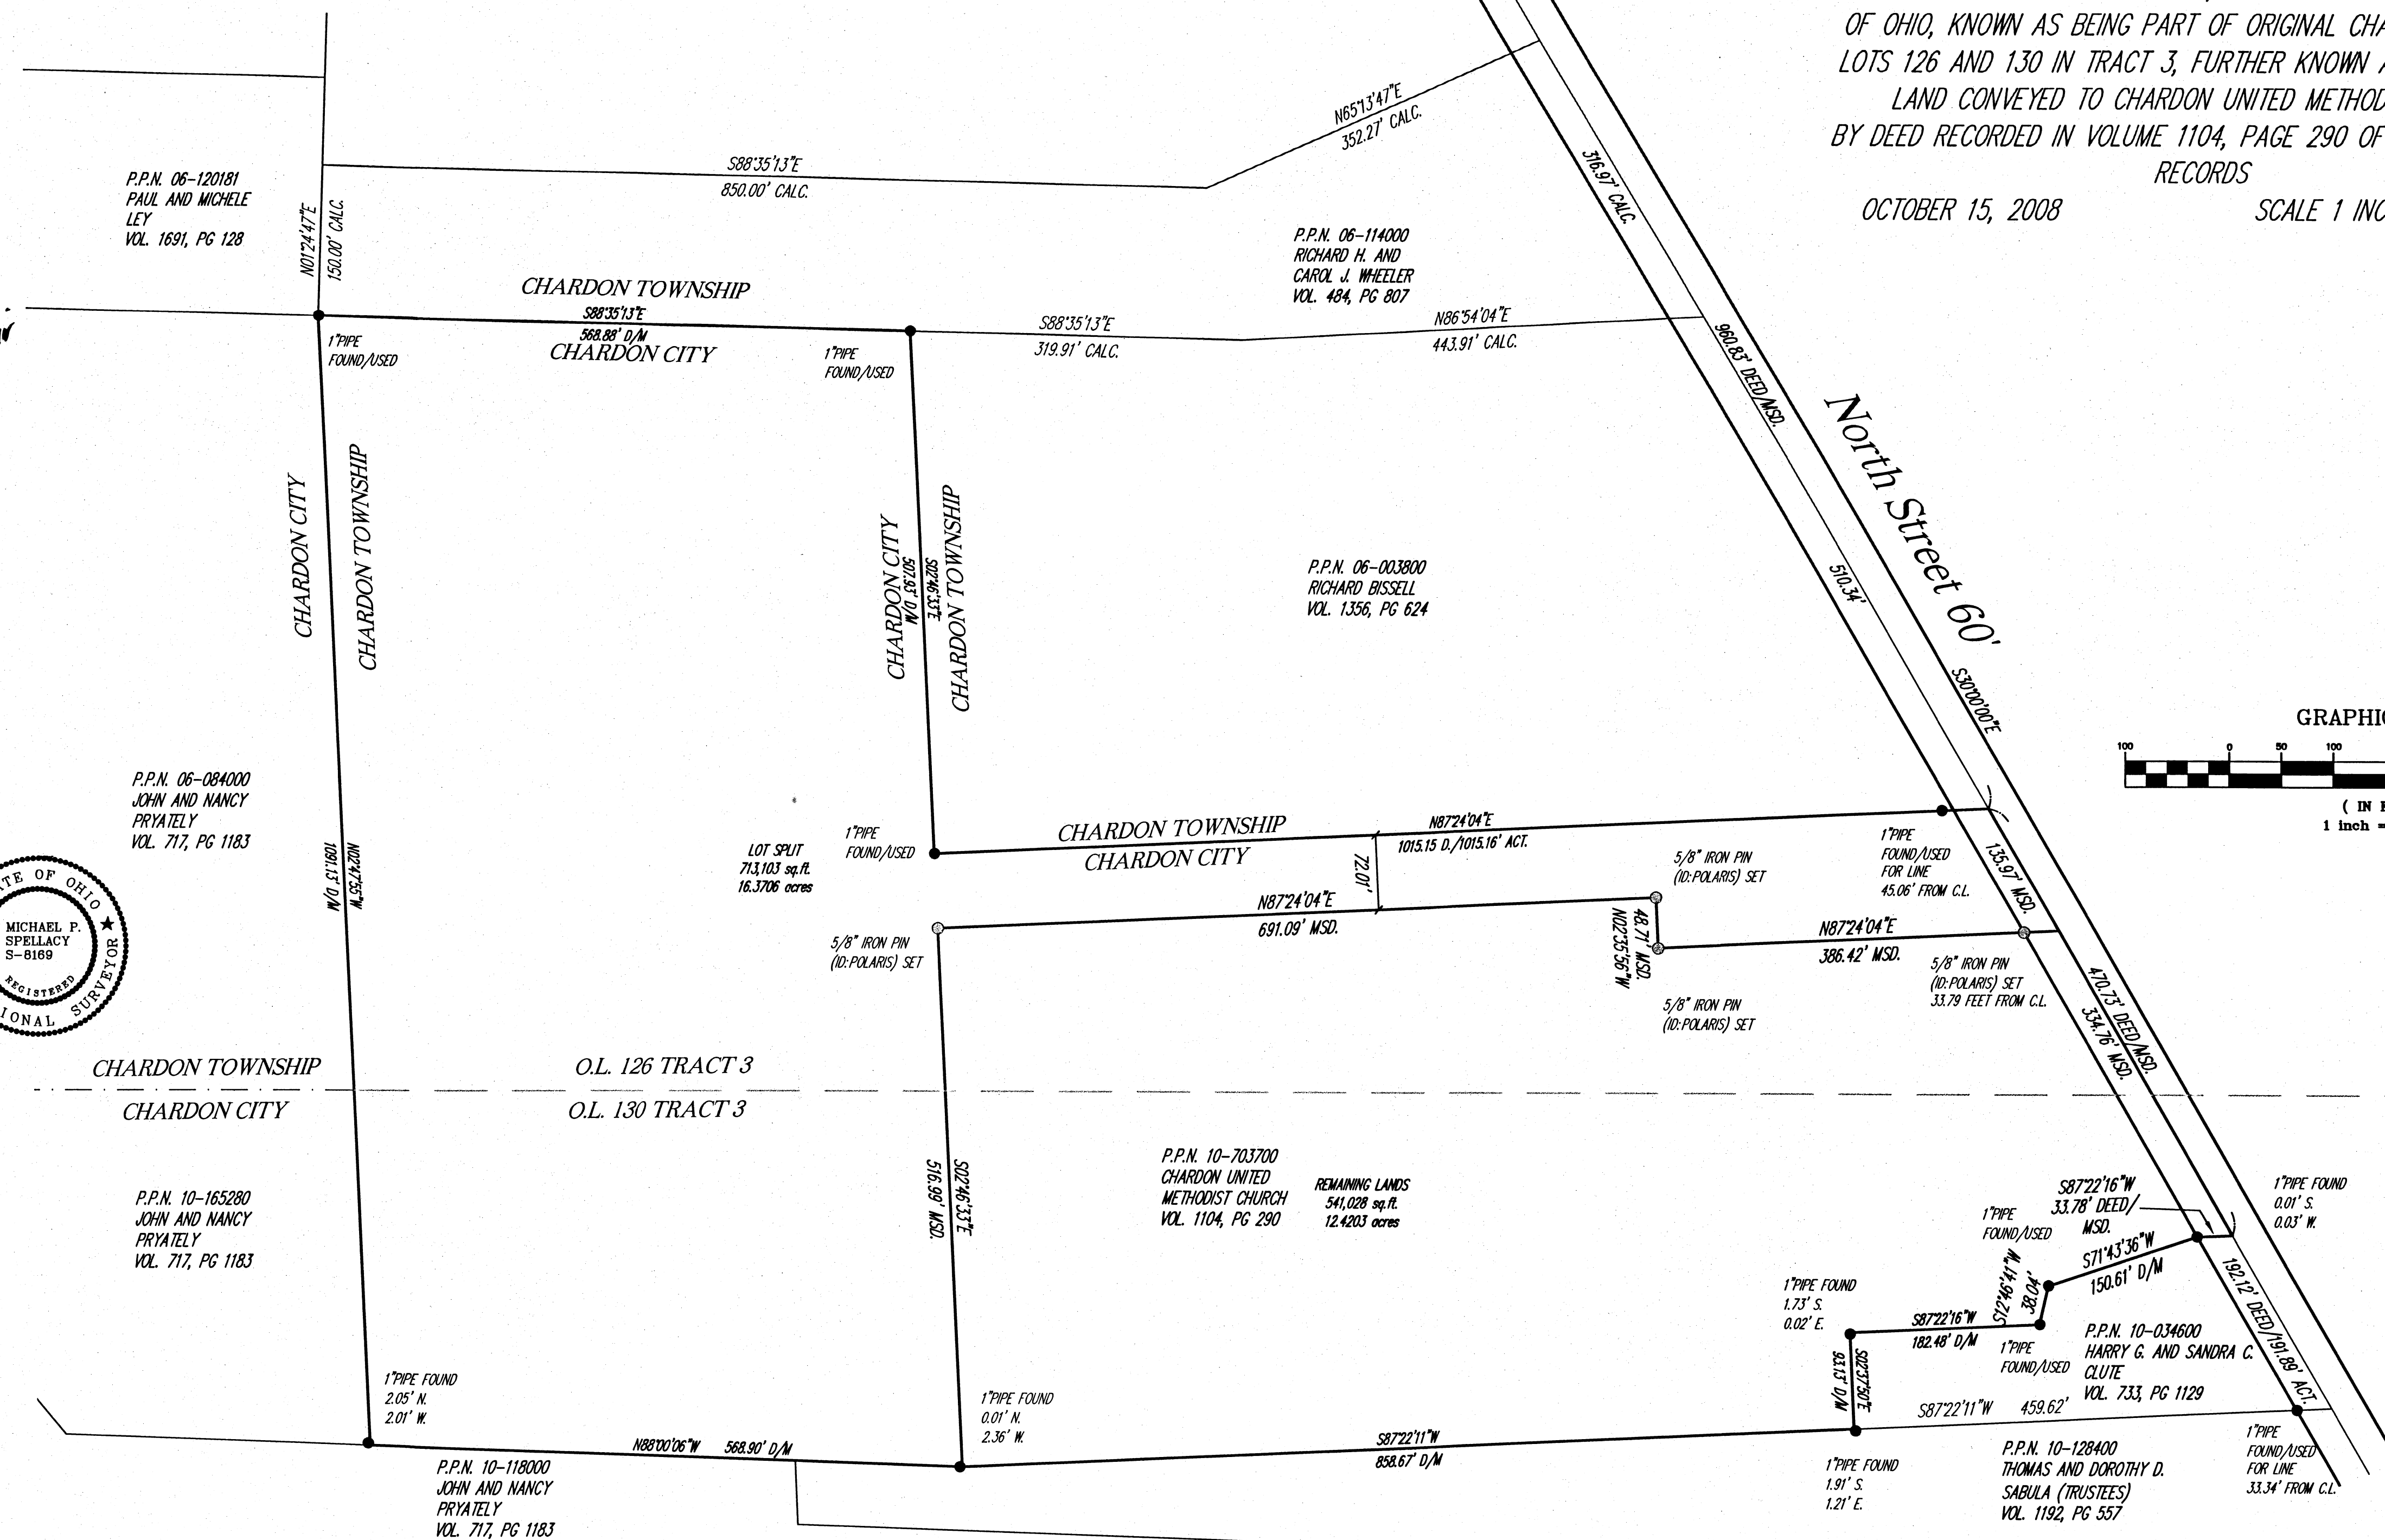 OF OHIO, KNOWN AS BEING PART OF ORIGINAL
LOTS 126 AND 130 IN TRACT 3, FURTHER KNOWN
LAND CONVEYED TO CHARDON UNITED
BY DEED RECORDED IN VOLUME 1104, PAGE 290 OF
RECORDS
OCTOBER 15, 2008
SCALE 1
N65°13'47"E
352.27' CALC.
S88°35'13"E
850.00' CALC.
P.P.N. 06-120181
PAUL AND MICHELE
LEY
VOL. 1691, PG 128
N01°24'47"E
150.00' CALC.
316.97' CALC.
P.P.N. 06-114000
RICHARD H. AND
CAROL J. WHEELER
VOL. 484, PG 807
CHARDON TOWNSHIP
S88°35'13"E
568.88' D/M
CHARDON CITY
1"PIPE
FOUND/USED
1"PIPE
FOUND/USED
S88°35'13"E
319.91' CALC.
N86°54'04"E
443.91' CALC.
960.83' DEED/MSD.
North Street 60'
S30°00'00"E
510.34'
CHARDON CITY
CHARDON TOWNSHIP
CHARDON CITY
507.93' D/M
S02°46'33"E
CHARDON TOWNSHIP
P.P.N. 06-003800
RICHARD BISSELL
VOL. 1356, PG 624
100
0
50
100
1 inch =
P.P.N. 06-084000
JOHN AND NANCY
PRYATELY
VOL. 717, PG 1183
1091.13' D/M
N02°47'55"W
LOT SPLIT
713,103 sq.ft.
16.3706 acres
1"PIPE
FOUND/USED
CHARDON TOWNSHIP
CHARDON CITY
N87°24'04"E
1015.15 D./1015.16' ACT.
72.01'
1"PIPE
FOUND/USED
FOR LINE
45.06' FROM C.L.
135.97' MSD.
5/8" IRON PIN
(ID:POLARIS) SET
OF OHIO
MICHAEL P.
SPELLACY
S-8169
REGISTERED
SURVEYOR
5/8" IRON PIN
(ID:POLARIS) SET
N87°24'04"E
691.09' MSD.
48.71' MSD.
N02°35'56"W
N87°24'04"E
386.42' MSD.
5/8" IRON PIN
(ID:POLARIS) SET
33.79 FEET FROM C.L.
5/8" IRON PIN
(ID:POLARIS) SET
470.73' DEED/MSD.
334.76' MSD.
CHARDON TOWNSHIP
CHARDON CITY
O.L. 126 TRACT 3
O.L. 130 TRACT 3
516.99' MSD.
S02°46'33"E
P.P.N. 10-703700
CHARDON UNITED
METHODIST CHURCH
VOL. 1104, PG 290
REMAINING LANDS
541,028 sq.ft.
12.4203 acres
P.P.N. 10-165280
JOHN AND NANCY
PRYATELY
VOL. 717, PG 1183
S87°22'16"W
33.78' DEED/
MSD.
1"PIPE
FOUND/USED
1"PIPE FOUND
0.01' S.
0.03' W.
S71°43'36"W
150.61' D/M
S12°46'41"W
38.04'
1"PIPE FOUND
1.73' S.
0.02' E.
S87°22'16"W
182.48' D/M
1"PIPE
FOUND/USED
93.13' D/M
S02°37'50"E
P.P.N. 10-034600
HARRY G. AND SANDRA C.
CLUTE
VOL. 733, PG 1129
192.12' DEED/191.89' ACT.
S87°22'11"W 459.62'
1"PIPE FOUND
2.05' N.
2.01' W.
1"PIPE FOUND
0.01' N.
2.36' W.
N88°00'06"W 568.90' D/M
S87°22'11"W
858.67' D/M
1"PIPE FOUND
1.91' S.
1.21' E.
P.P.N. 10-128400
THOMAS AND DOROTHY D.
SABULA (TRUSTEES)
VOL. 1192, PG 557
1"PIPE
FOUND/USED
FOR LINE
33.34' FROM C.L.
P.P.N. 10-118000
JOHN AND NANCY
PRYATELY
VOL. 717, PG 1183